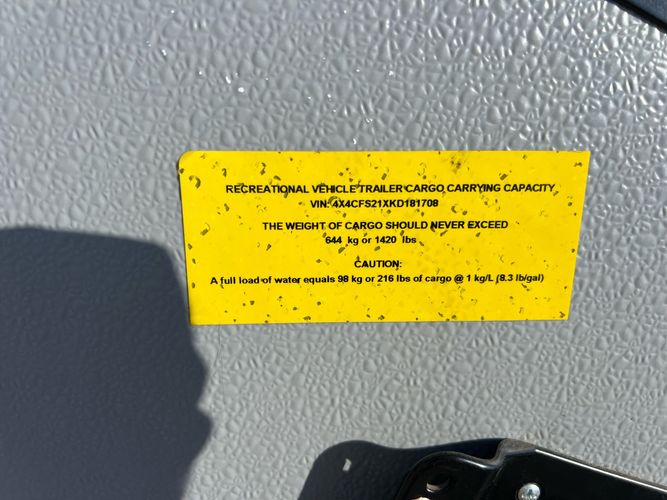 RECREATIONAL VEHICLE TRAILER CARGO CARRYING CAPACITY
VIN: 4X4CFS21XKD181708
THE WEIGHT OF CARGO SHOULD NEVER EXCEED
644 kg or 1420 lbs
CAUTION:
A full load of water equals 98 kg or 216 lbs of cargo @ 1 kg/L (8.3 lb/gal)